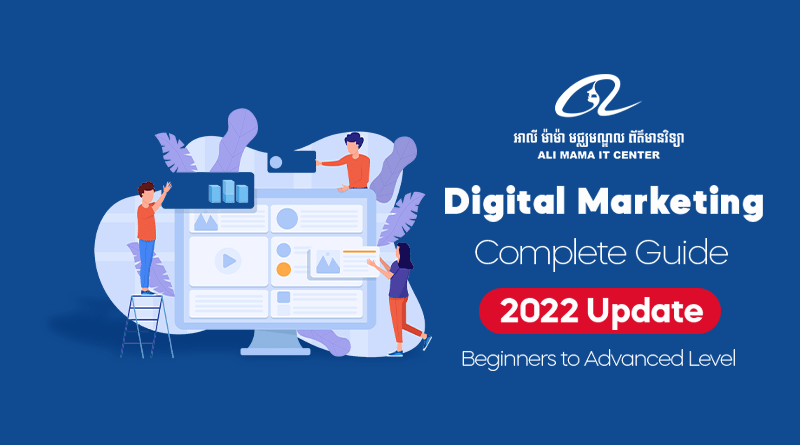 អាលី ម៉ាម៉ា មជ្ឈមណ្ឌល ព័ត៌មានវិទ្យា
ALI MAMA IT CENTER
Digital Marketing
Complete Guide
2022 Update
Beginners to Advanced Level